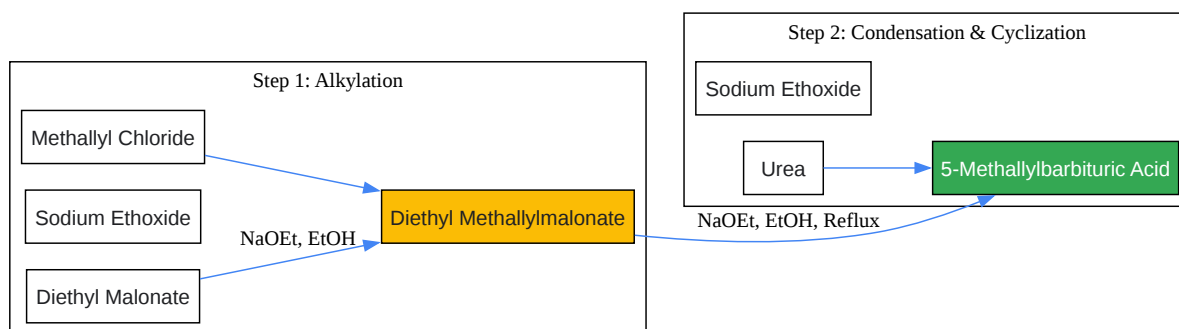 Step 1: Alkylation
Methallyl Chloride
Sodium Ethoxide
Diethyl Malonate
NaOEt, EtOH
Diethyl Methallylmalonate
Step 2: Condensation & Cyclization
Sodium Ethoxide
Urea
5-Methallylbarbituric Acid
NaOEt, EtOH, Reflux